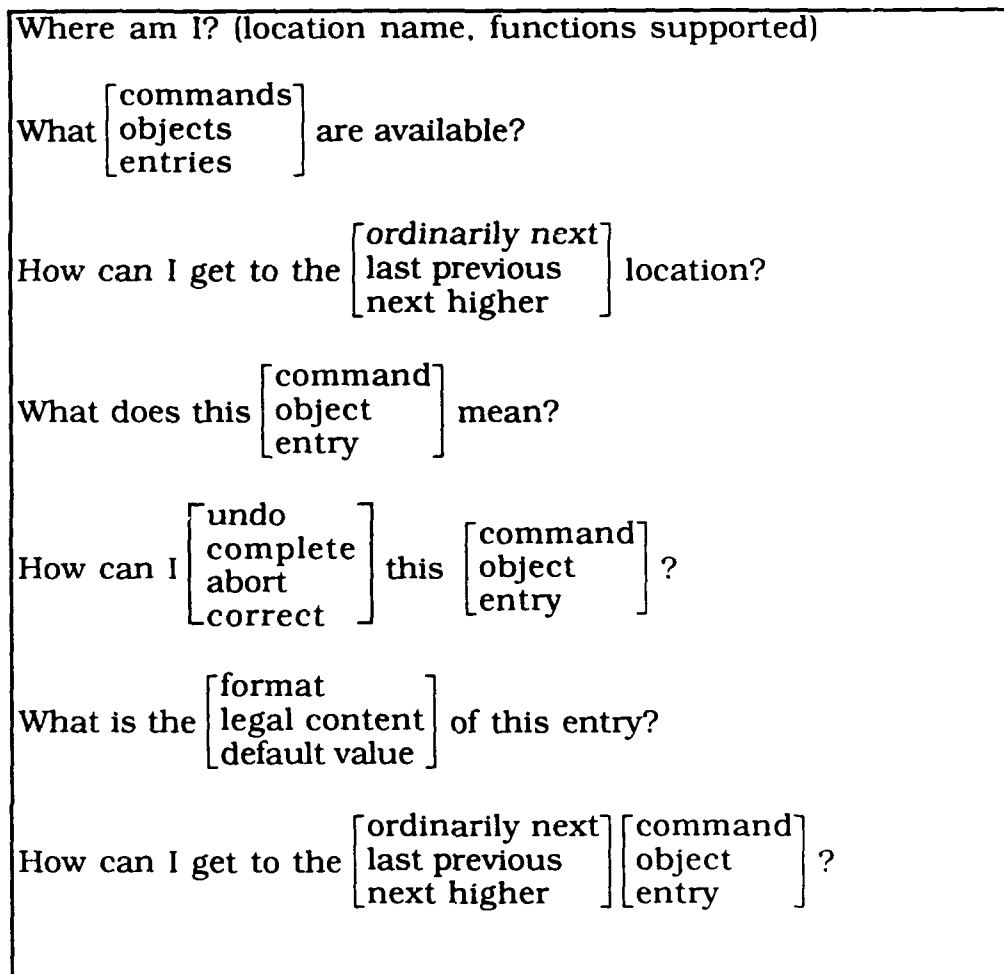 Where am I? (location name, functions supported)
commands
What objects are available?
entries
ordinarily next
How can I get to the last previous location?
next higher
command
What does this object mean?
entry
undo
complete command
How can I abort this object ?
correct entry
format
What is the legal content of this entry?
default value
ordinarily next command
How can I get to the last previous object ?
next higher entry